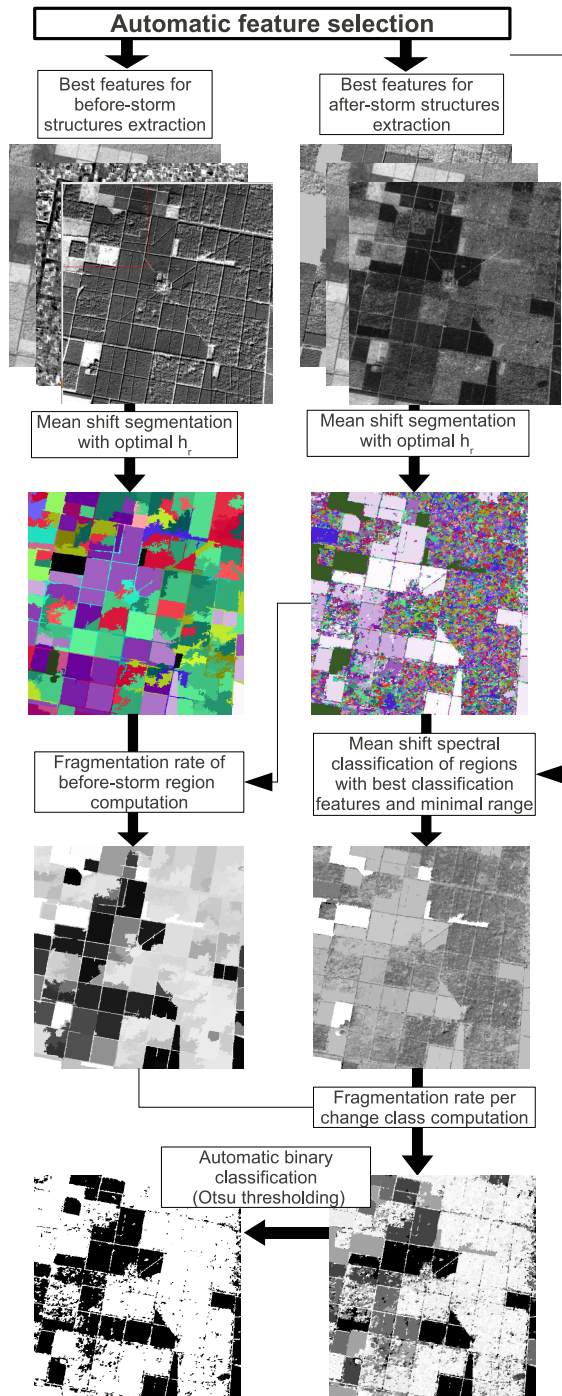 Automatic feature selection
Best features for
before-storm
structures extraction
Best features for
after-storm structures
extraction
Mean shift segmentation
with optimal h_r
Mean shift segmentation
with optimal h_r
Fragmentation rate of
before-storm region
computation
Mean shift spectral
classification of regions
with best classification
features and minimal range
Fragmentation rate per
change class computation
Automatic binary
classification
(Otsu thresholding)